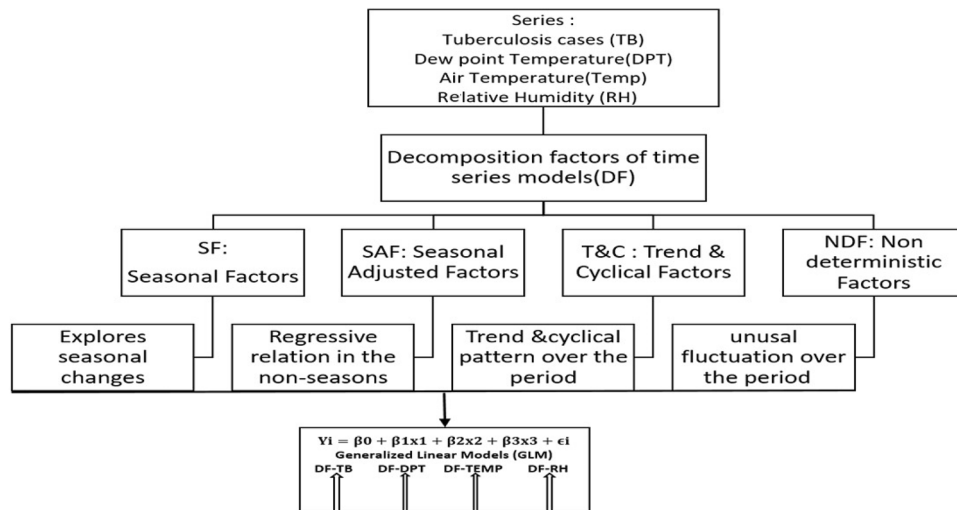 Series :
Tuberculosis cases (TB)
Dew point Temperature(DPT)
Air Temperature(Temp)
Relative Humidity (RH)
Decomposition factors of time
series models(DF)
SF:
Seasonal Factors
SAF: Seasonal
Adjusted Factors
T&C : Trend &
Cyclical Factors
NDF: Non
deterministic
Factors
Explores
seasonal
changes
Regressive
relation in the
non-seasons
Trend &cyclical
pattern over the
period
unusal
fluctuation over
the period
Yi = β0 + β1x1 + β2x2 + β3x3 + ϵi
Generalized Linear Models (GLM)
DF-TB DF-DPT DF-TEMP DF-RH